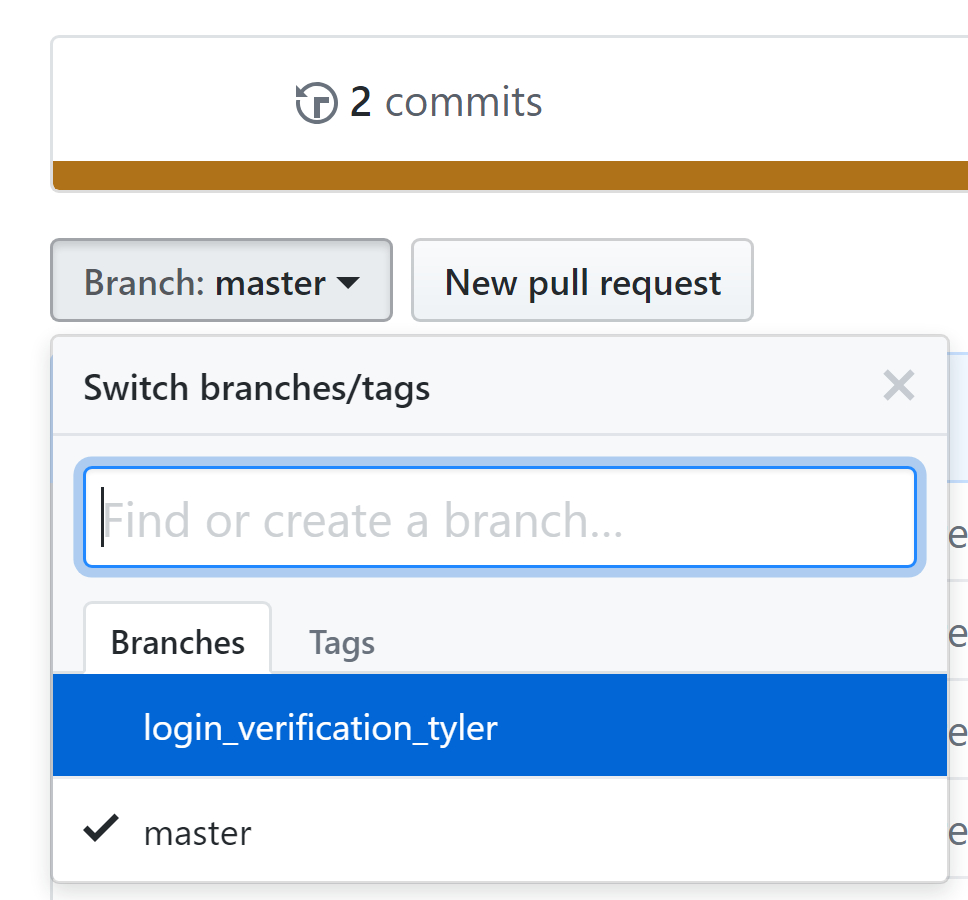 2 commits
Branch: master
New pull request
Switch branches/tags
Find or create a branch...
Branches
Tags
login_verification_tyler
master